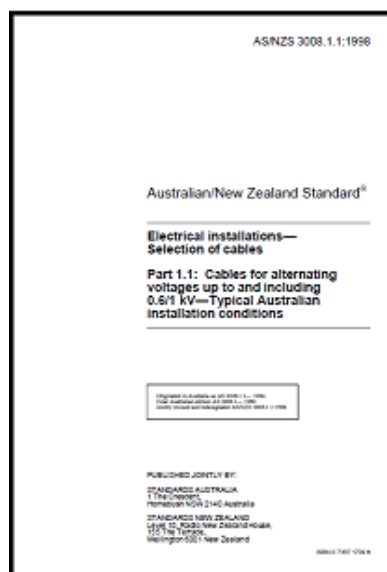 AS/NZS 3008.1.1:1998
Australian/New Zealand Standard®
Electrical installations—
Selection of cables
Part 1.1: Cables for alternating
voltages up to and including
0.6/1 kV—Typical Australian
installation conditions
PUBLISHED JOINTLY BY:
STANDARDS AUSTRALIA
1 The Crescent,
Homebush NSW 2140 Australia
STANDARDS NEW ZEALAND
Level 10, Radio New Zealand House,
155 The Terrace,
Wellington 6001 New Zealand